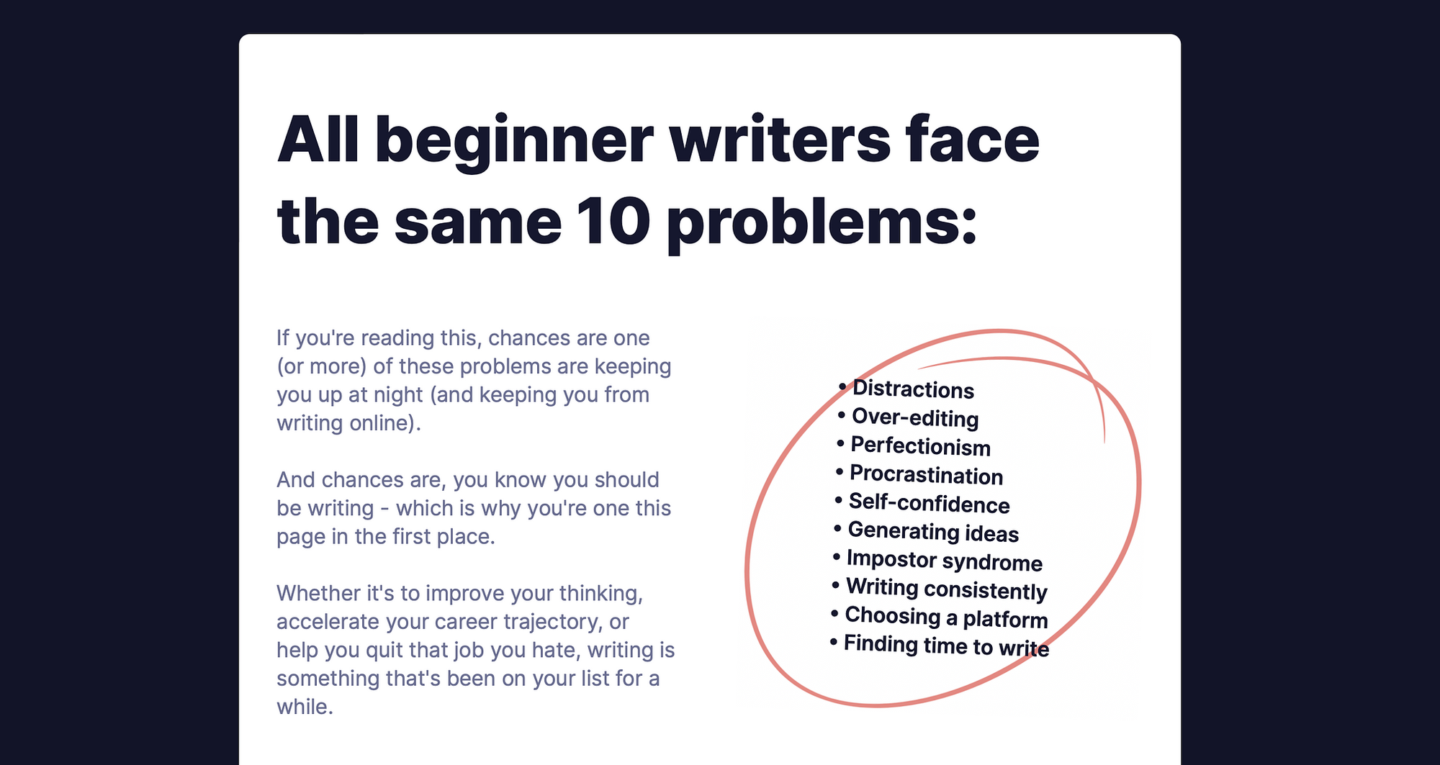 All beginner writers face
the same 10 problems:
If you're reading this, chances are one
(or more) of these problems are keeping
you up at night (and keeping you from
writing online).
And chances are, you know you should
be writing - which is why you're one this
page in the first place.
Whether it's to improve your thinking,
accelerate your career trajectory, or
help you quit that job you hate, writing is
something that's been on your list for a
while.
• Distractions
• Over-editing
• Perfectionism
• Procrastination
• Self-confidence
• Generating ideas
• Impostor syndrome
• Writing consistently
• Choosing a platform
• Finding time to write